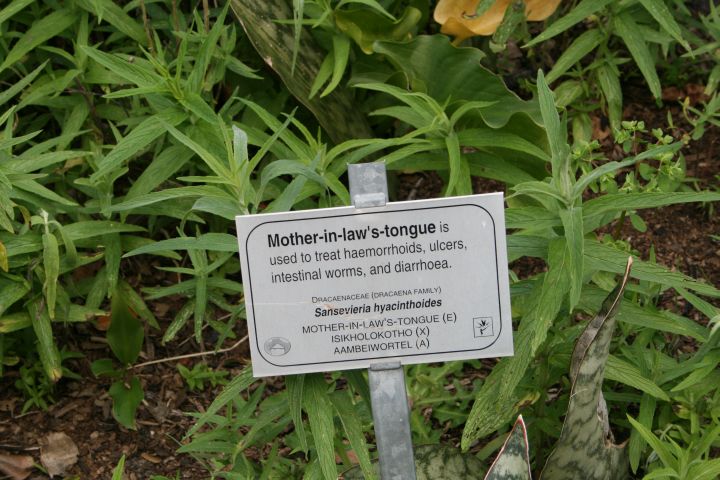 Mother-in-law's-tongue is
used to treat haemorrhoids, ulcers,
intestinal worms, and diarrhoea.
DRACAENACEAE (DRACAENA FAMILY)
Sansevieria hyacinthoides
MOTHER-IN-LAW'S-TONGUE (E)
ISIKHOLOKOTHO (X)
AAMBEIWORTEL (A)